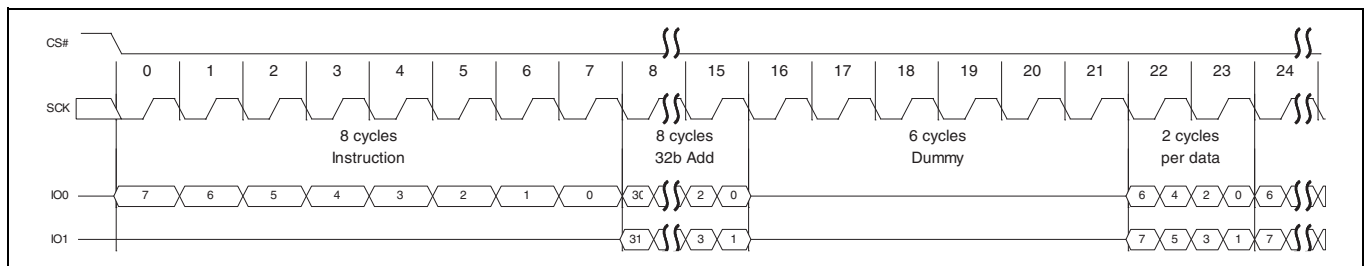 CS#
0 1 2 3 4 5 6 7 8 15 16 17 18 19 20 21 22 23 24
SCK
8 cycles 8 cycles 6 cycles 2 cycles
Instruction 32b Add Dummy per data
IO0 7 6 5 4 3 2 1 0 30 2 0 6 4 2 0 6
IO1 31 3 1 7 5 3 1 7